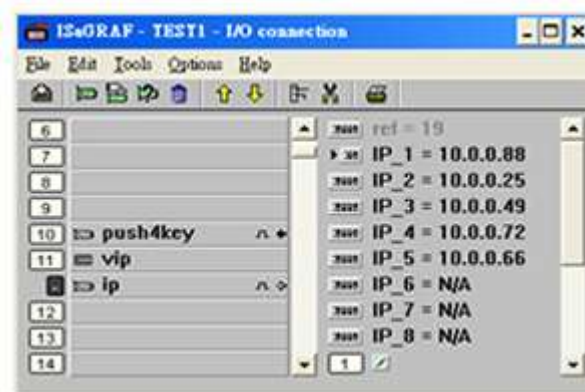 ISaGRAF - TEST1 - I/O connection
File Edit Tools Options Help
6
7
8
9
10 push4key
11 vip
ip
12
13
14
ref = 19
IP_1 = 10.0.0.88
IP_2 = 10.0.0.25
IP_3 = 10.0.0.49
IP_4 = 10.0.0.72
IP_5 = 10.0.0.66
IP_6 = N/A
IP_7 = N/A
IP_8 = N/A
1